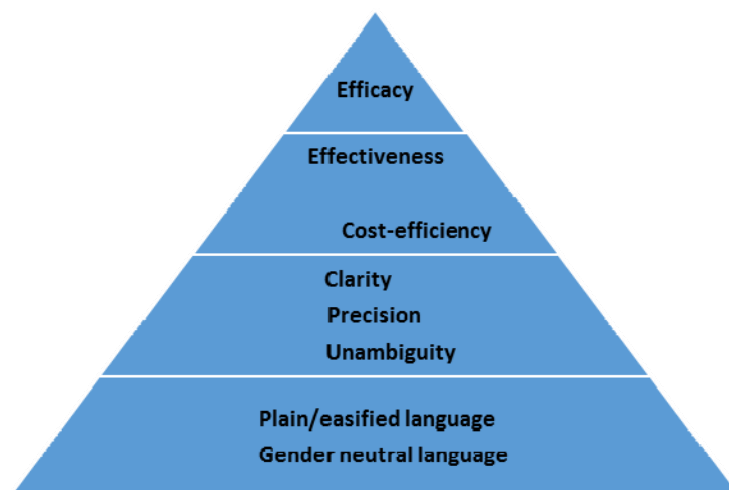 Efficacy
Effectiveness
Cost-efficiency
Clarity
Precision
Unambiguity
Plain/easified language
Gender neutral language